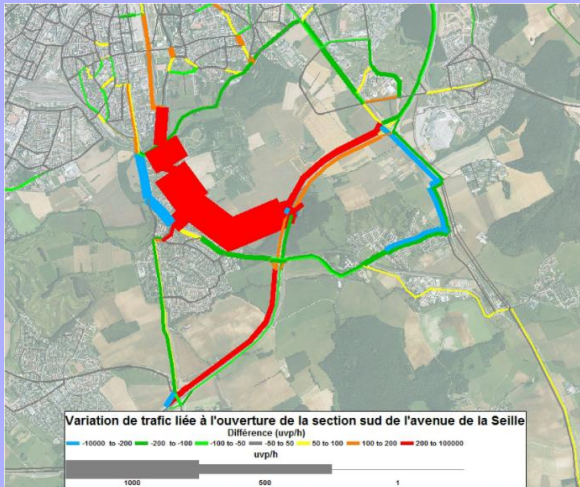 Variation de trafic liée à l'ouverture de la section sud de l'avenue de la Seille
Différence (uvp/h)
-10000 to -200 -200 to -100 -100 to -50 -50 to 50 50 to 100 100 to 200 200 to 100000
uvp/h
1000 500 1